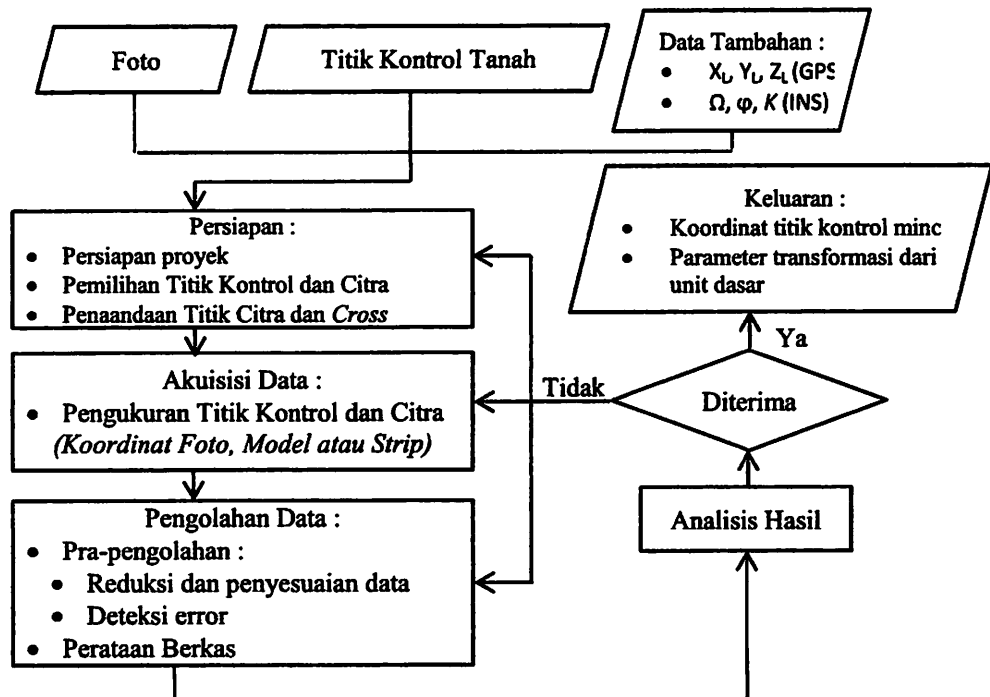 Foto
Titik Kontrol Tanah
Data Tambahan :
• X_L, Y_L, Z_L (GPS
• Ω, φ, K (INS)
Persiapan :
• Persiapan proyek
• Pemilihan Titik Kontrol dan Citra
• Penaandaan Titik Citra dan Cross
Akuisisi Data :
• Pengukuran Titik Kontrol dan Citra
(Koordinat Foto, Model atau Strip)
Pengolahan Data :
• Pra-pengolahan :
• Reduksi dan penyesuaian data
• Deteksi error
• Perataan Berkas
Keluaran :
• Koordinat titik kontrol minc
• Parameter transformasi dari
unit dasar
Ya
Tidak
Diterima
Analisis Hasil